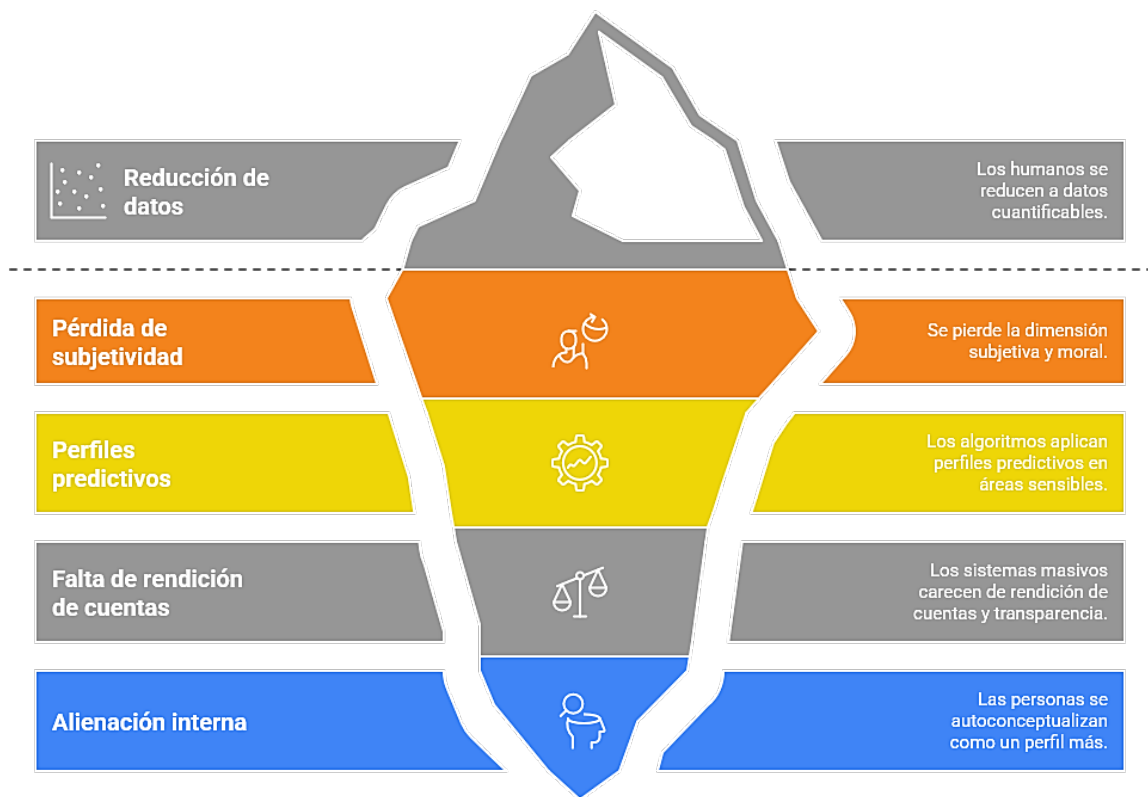 Reducción de
datos
Los humanos se
reducen a datos
cuantificables.
Pérdida de
subjetividad
Se pierde la dimensión
subjetiva y moral.
Perfiles
predictivos
Los algoritmos aplican
perfiles predictivos en
áreas sensibles.
Falta de rendición
de cuentas
Los sistemas masivos
carecen de rendición de
cuentas y transparencia.
Alienación interna
Las personas se
autoconceptualizan
como un perfil más.